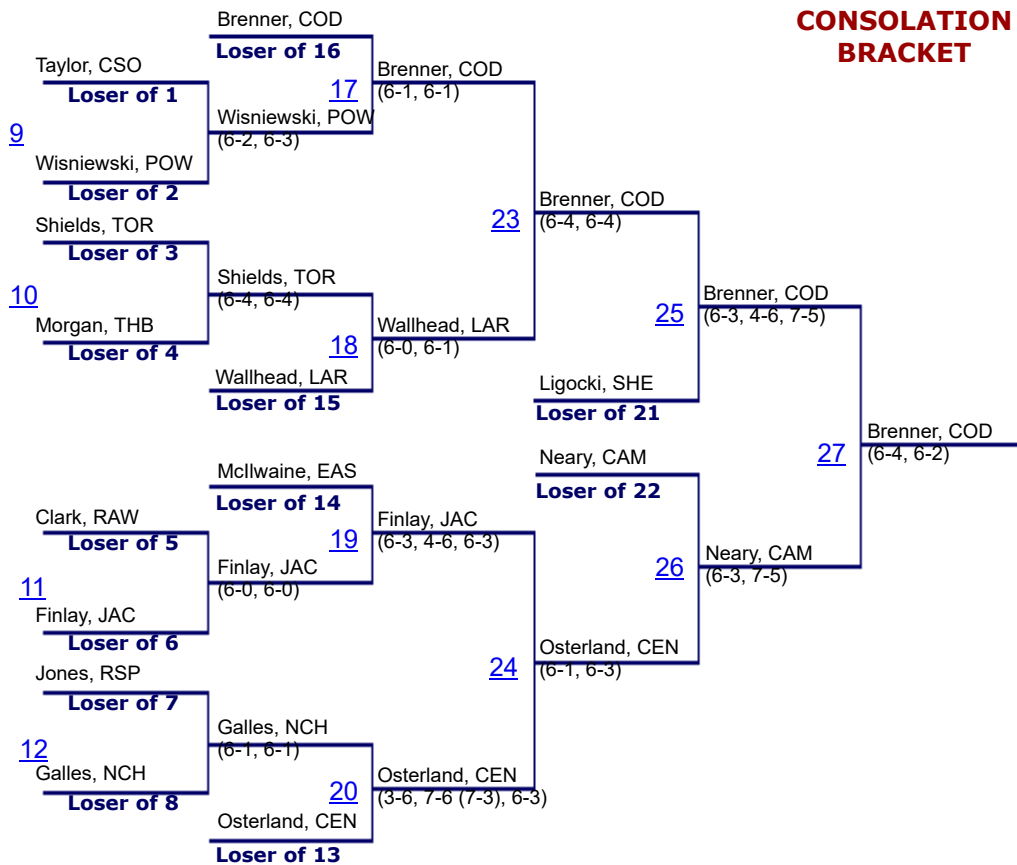 CONSOLATION
BRACKET
Brenner, COD
Loser of 16
Taylor, CSO
Loser of 1
9
Wisniewski, POW
Loser of 2
Wisniewski, POW
(6-2, 6-3)
17
Brenner, COD
(6-1, 6-1)
Shields, TOR
Loser of 3
10
Morgan, THB
Loser of 4
Shields, TOR
(6-4, 6-4)
18
Wallhead, LAR
Loser of 15
Wallhead, LAR
(6-0, 6-1)
23
Brenner, COD
(6-4, 6-4)
25
Ligocki, SHE
Loser of 21
Brenner, COD
(6-3, 4-6, 7-5)
27
Brenner, COD
(6-4, 6-2)
McIlwaine, EAS
Loser of 14
Clark, RAW
Loser of 5
11
Finlay, JAC
Loser of 6
Finlay, JAC
(6-0, 6-0)
19
Finlay, JAC
(6-3, 4-6, 6-3)
Jones, RSP
Loser of 7
12
Galles, NCH
Loser of 8
Galles, NCH
(6-1, 6-1)
20
Osterland, CEN
Loser of 13
Osterland, CEN
(3-6, 7-6 (7-3), 6-3)
24
Osterland, CEN
(6-1, 6-3)
Neary, CAM
Loser of 22
26
Neary, CAM
(6-3, 7-5)